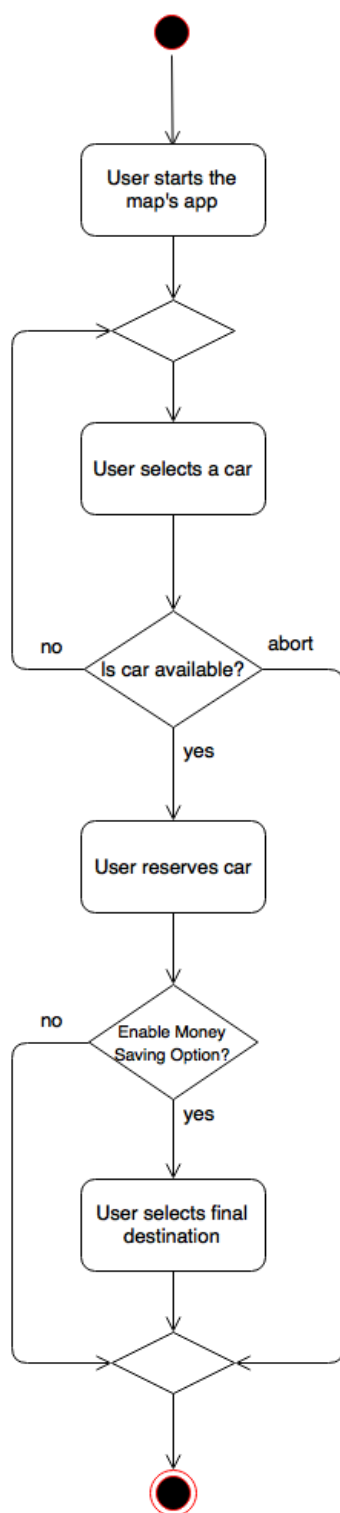 User starts the
map's app
User selects a car
no
Is car available?
abort
yes
User reserves car
no
Enable Money
Saving Option?
yes
User selects final
destination